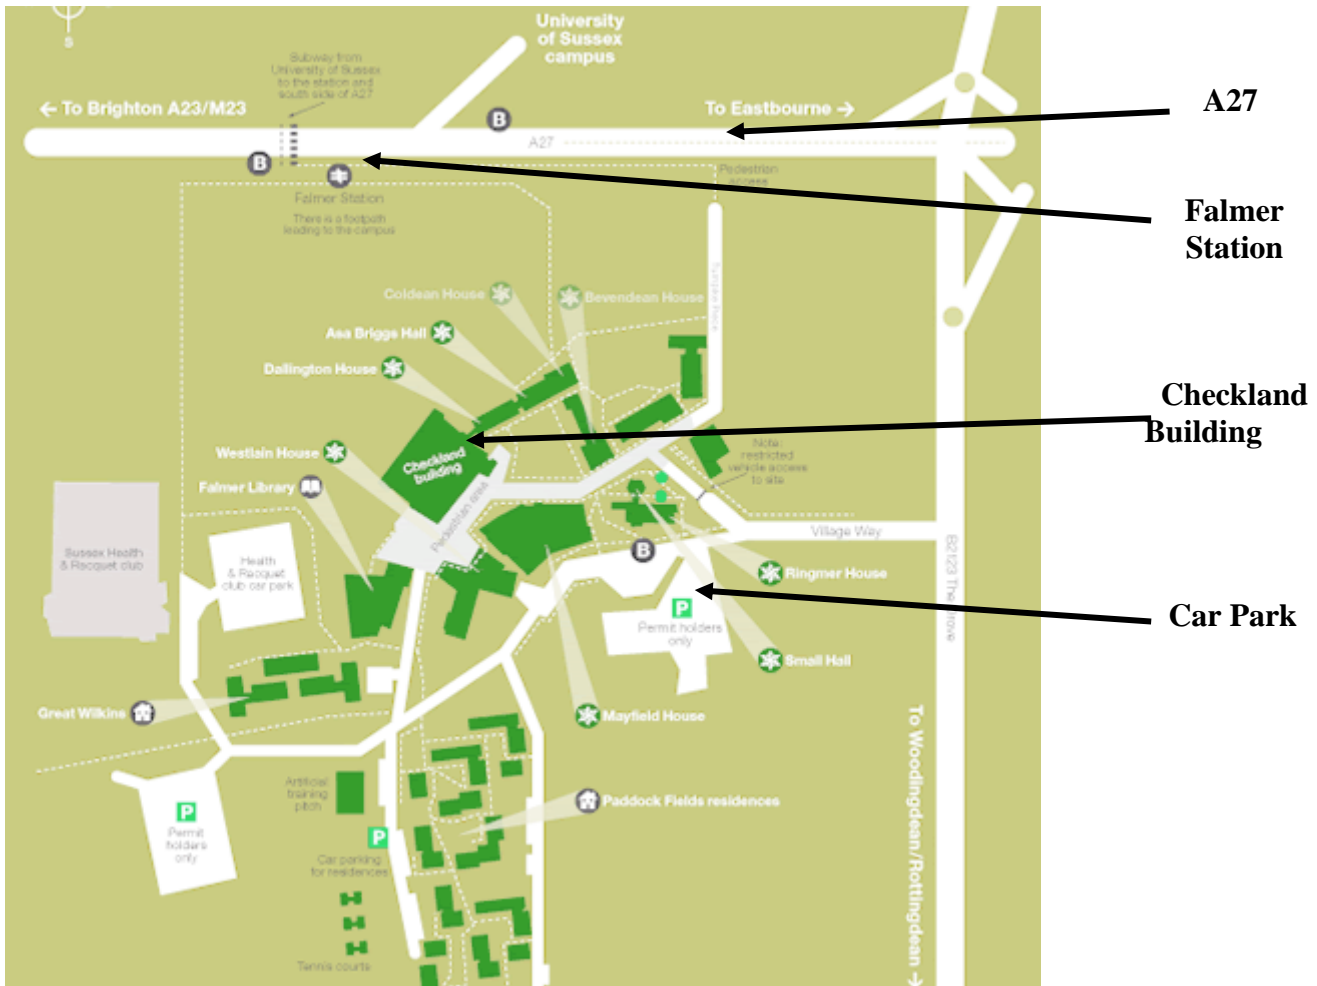 S
University
of Sussex
campus
Subway from
University of Sussex
to the station and
south side of A27
← To Brighton A23/M23
To Eastbourne →
A27
B
A27
B
Pedestrian
access
Falmer Station
There is a footpath
leading to the campus
Falmer
Station
Coldean House
Bevendean House
Asa Briggs Hall
Dallington House
Checkland
Building
Westlain House
Checkland
building
Note:
restricted
vehicle access
to site
Falmer Library
Pedestrian area
Village Way
Sussex Health
& Racquet club
Health
& Racquet
club car park
B
Ringmer House
B2123 The Drove
P
Permit holders
only
Car Park
Small Hall
Great Wilkins
Mayfield House
To Woodingdean/Rottingdean →
Artificial
training
pitch
P
Permit
holders
only
Paddock Fields residences
P
Car parking
for residences
Tennis courts